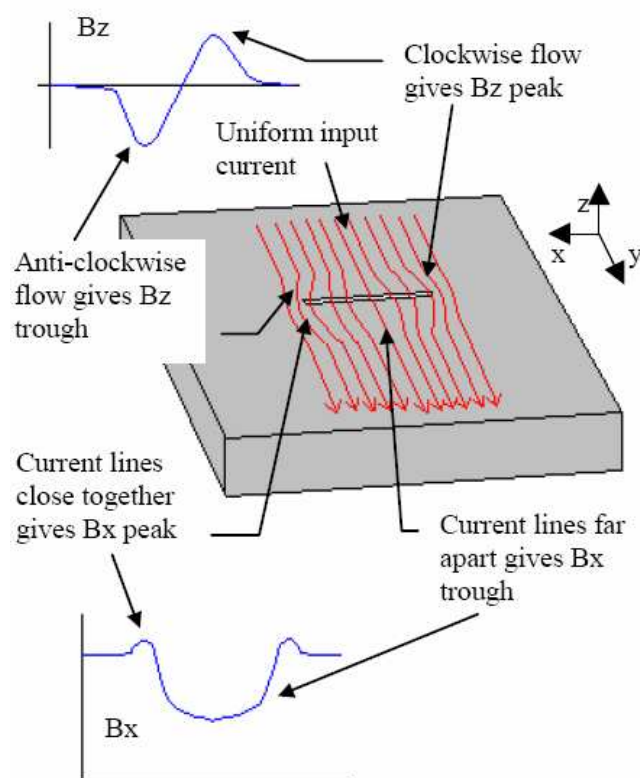 Bz
Clockwise flow
gives Bz peak
Uniform input
current
z
x
y
Anti-clockwise
flow gives Bz
trough
Current lines
close together
gives Bx peak
Current lines far
apart gives Bx
trough
Bx